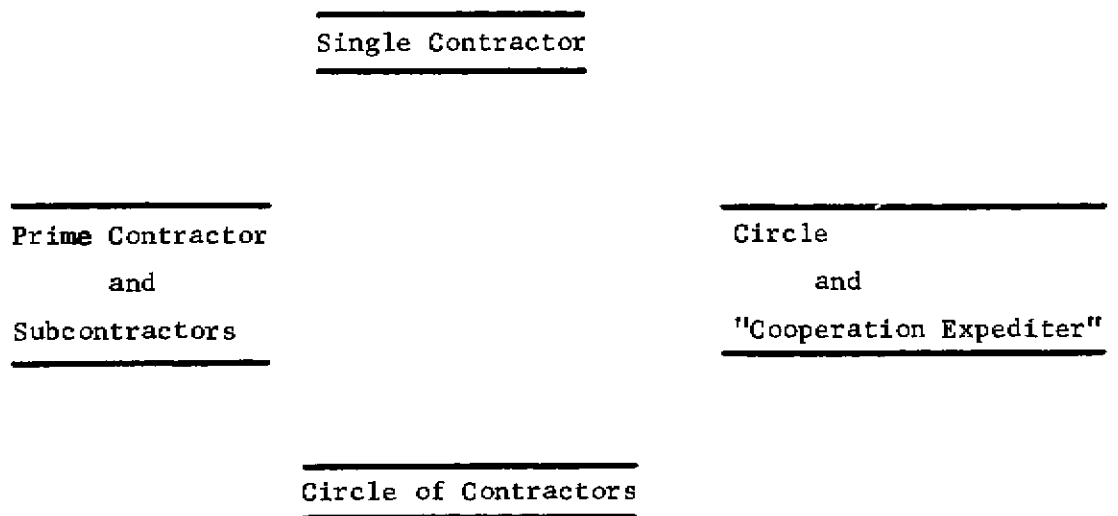 Single Contractor
Prime Contractor
and
Subcontractors
Circle
and
"Cooperation Expediter"
Circle of Contractors